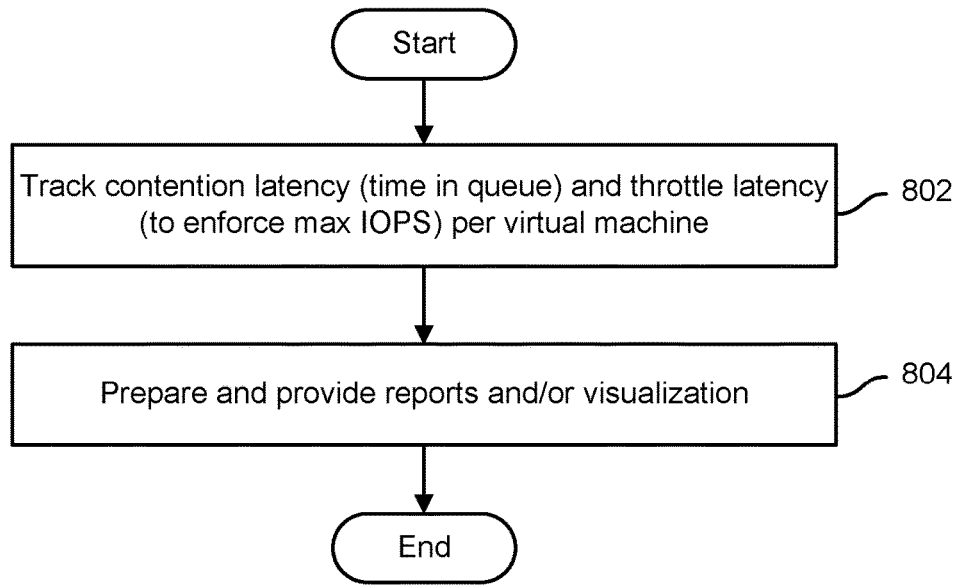 Start
Track contention latency (time in queue) and throttle latency
(to enforce max IOPS) per virtual machine
802
Prepare and provide reports and/or visualization
804
End